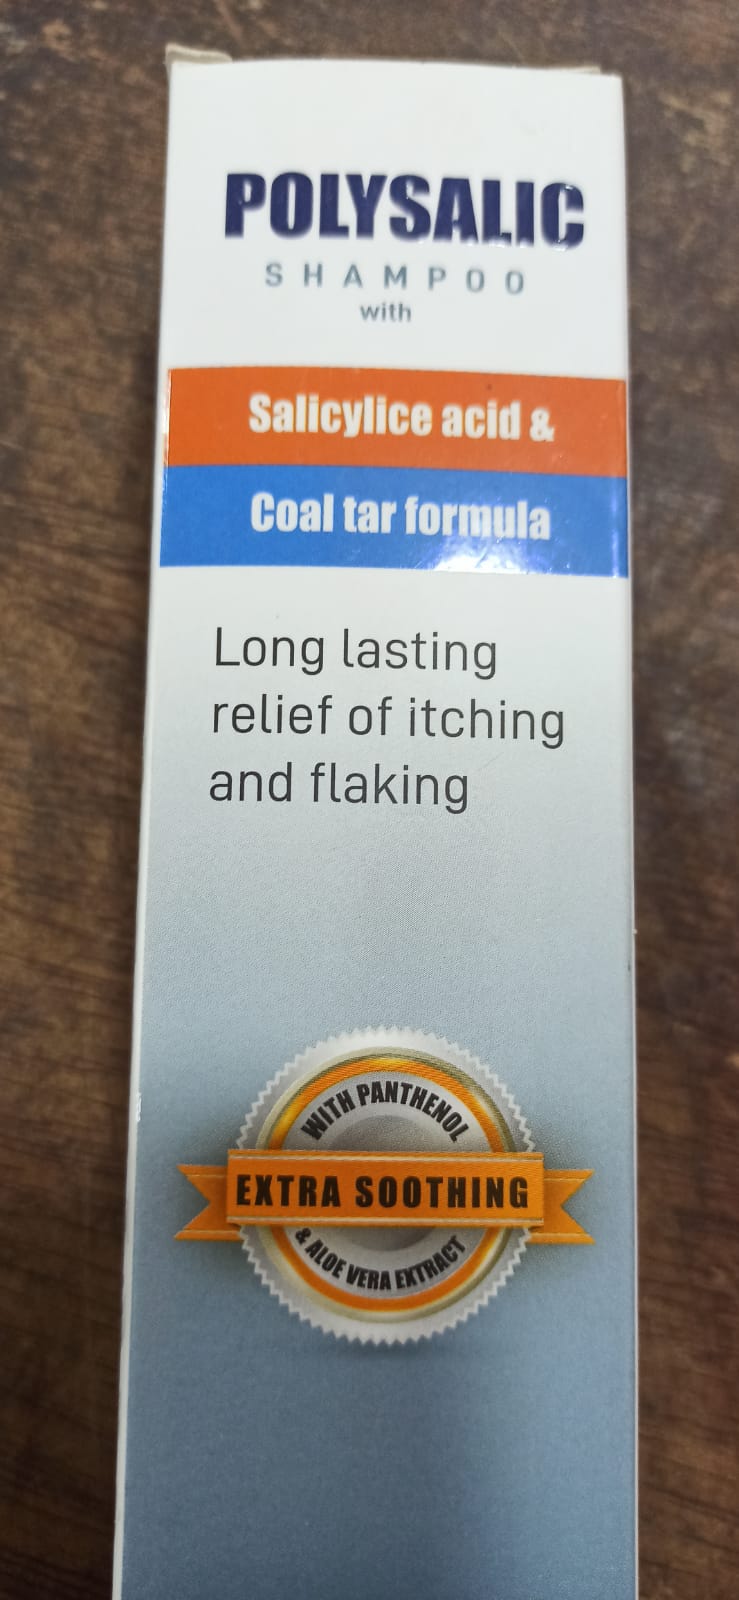 POLYSALIC
SHAMPOO
with
Salicylice acid &
Coal tar formula
Long lasting
relief of itching
and flaking
WITH PANTHENOL
EXTRA SOOTHING
& ALOE VERA EXTRACT